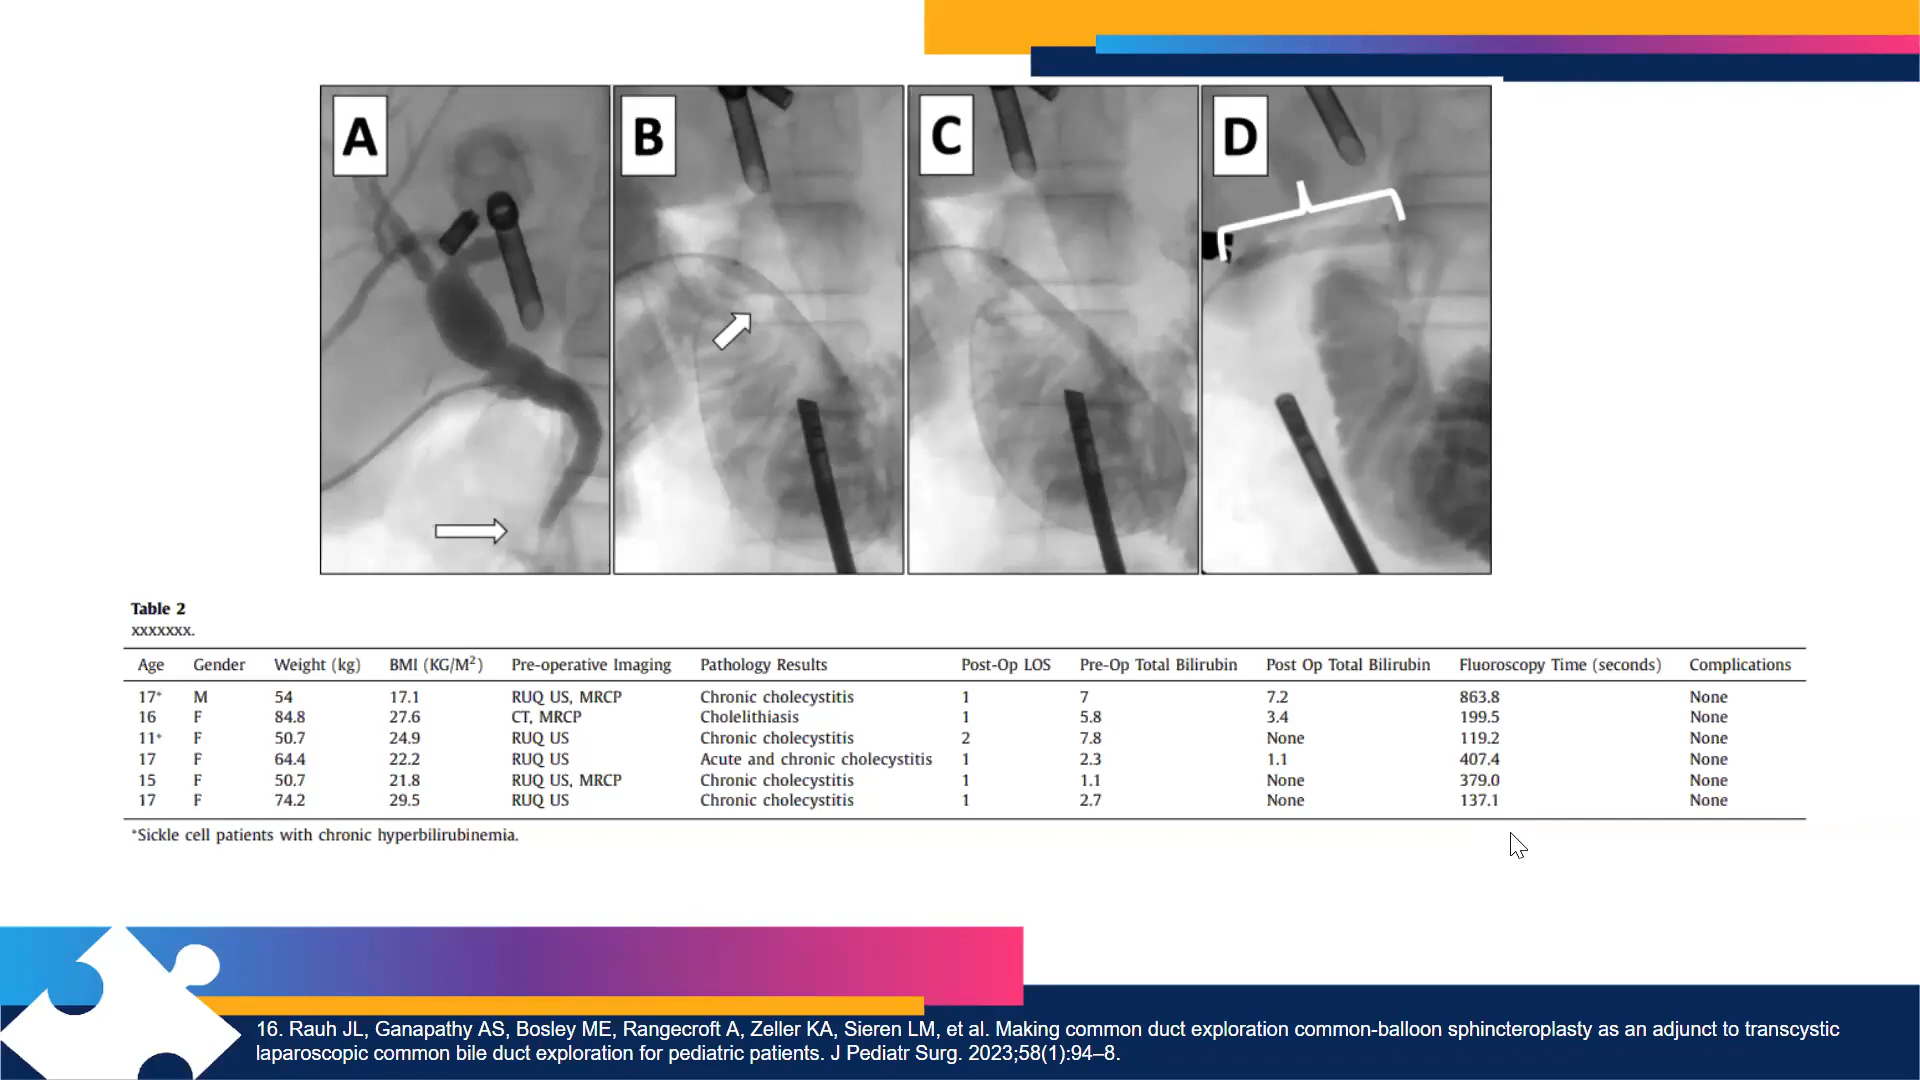 A
B
C
D
Table 2
xxxxxxx.
Age Gender Weight (kg) BMI (KG/M²) Pre-operative Imaging Pathology Results Post-Op LOS Pre-Op Total Bilirubin Post Op Total Bilirubin Fluoroscopy Time (seconds) Complications
17* M 54 17.1 RUQ US, MRCP Chronic cholecystitis 1 7 7.2 863.8 None
16 F 84.8 27.6 CT, MRCP Cholelithiasis 1 5.8 3.4 199.5 None
11* F 50.7 24.9 RUQ US Chronic cholecystitis 2 7.8 None 119.2 None
17 F 64.4 22.2 RUQ US Acute and chronic cholecystitis 1 2.3 1.1 407.4 None
15 F 50.7 21.8 RUQ US, MRCP Chronic cholecystitis 1 1.1 None 379.0 None
17 F 74.2 29.5 RUQ US Chronic cholecystitis 1 2.7 None 137.1 None
*Sickle cell patients with chronic hyperbilirubinemia.
16. Rauh JL, Ganapathy AS, Bosley ME, Rangecroft A, Zeller KA, Sieren LM, et al. Making common duct exploration common-balloon sphincteroplasty as an adjunct to transcystic
laparoscopic common bile duct exploration for pediatric patients. J Pediatr Surg. 2023;58(1):94–8.